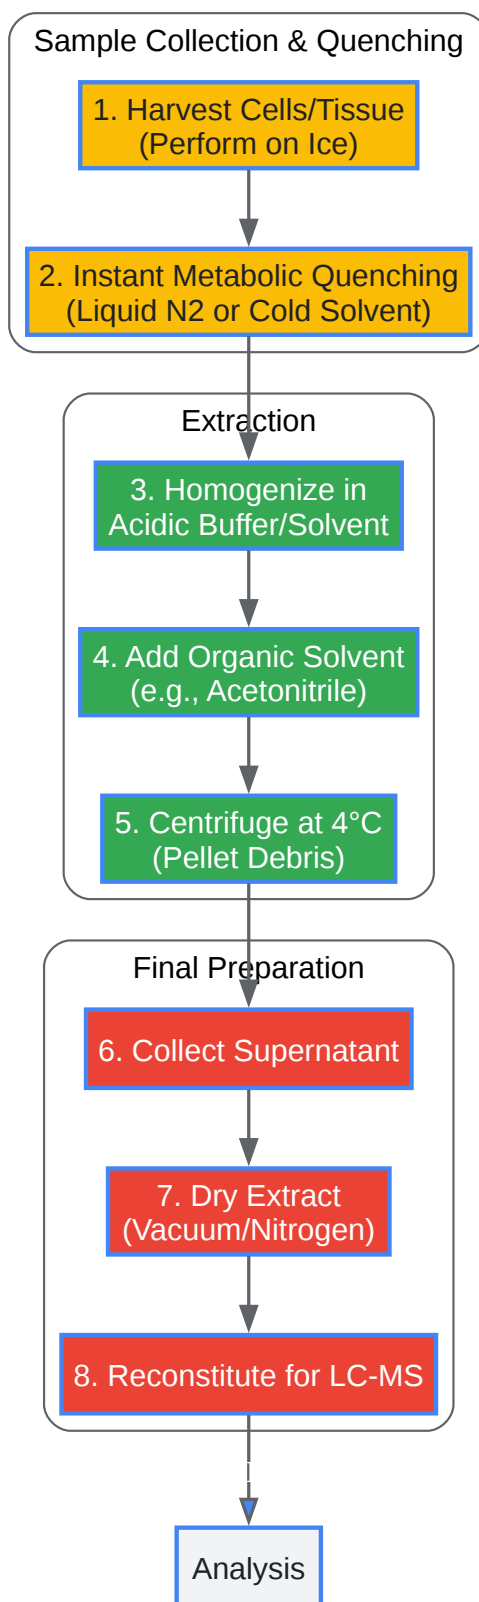 Sample Collection & Quenching
1. Harvest Cells/Tissue
(Perform on Ice)
2. Instant Metabolic Quenching
(Liquid N2 or Cold Solvent)
Extraction
3. Homogenize in
Acidic Buffer/Solvent
4. Add Organic Solvent
(e.g., Acetonitrile)
5. Centrifuge at 4°C
(Pellet Debris)
Final Preparation
6. Collect Supernatant
7. Dry Extract
(Vacuum/Nitrogen)
8. Reconstitute for LC-MS
Analysis